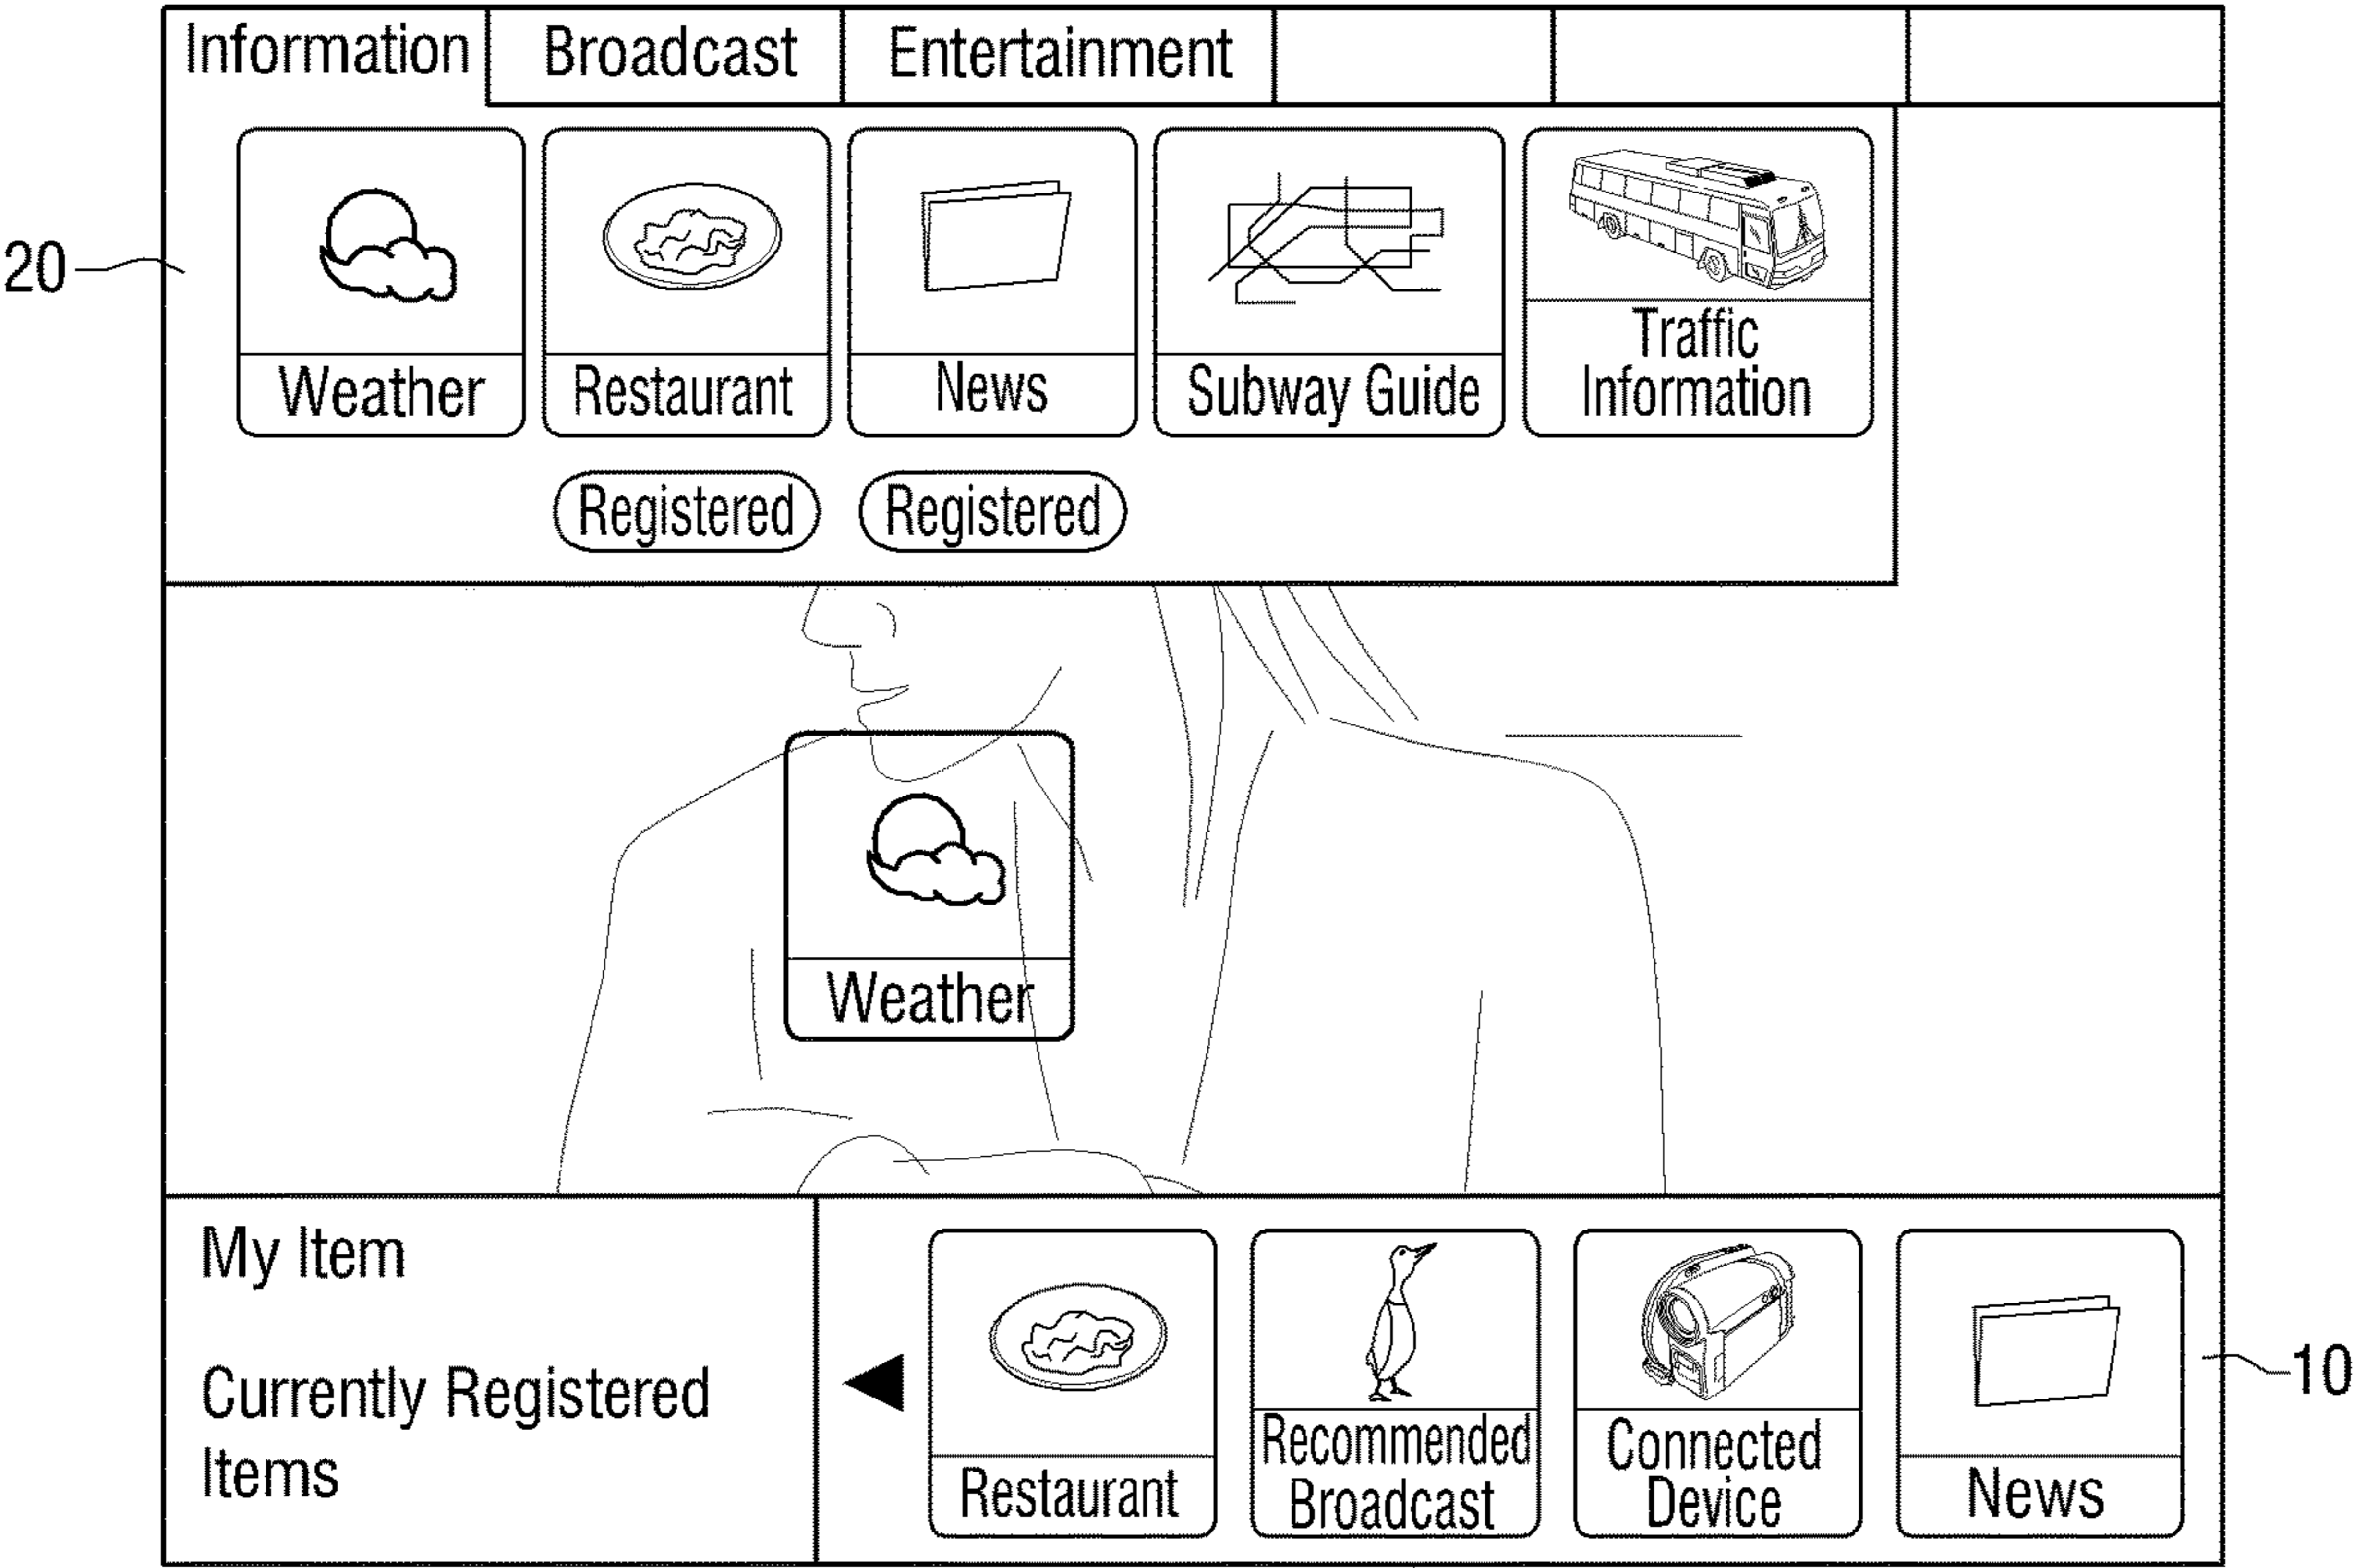 Information
Broadcast
Entertainment
20
Weather
Restaurant
News
Subway Guide
Traffic
Information
Registered
Registered
Weather
My Item
Currently Registered
Items
Restaurant
Recommended
Broadcast
Connected
Device
News
10